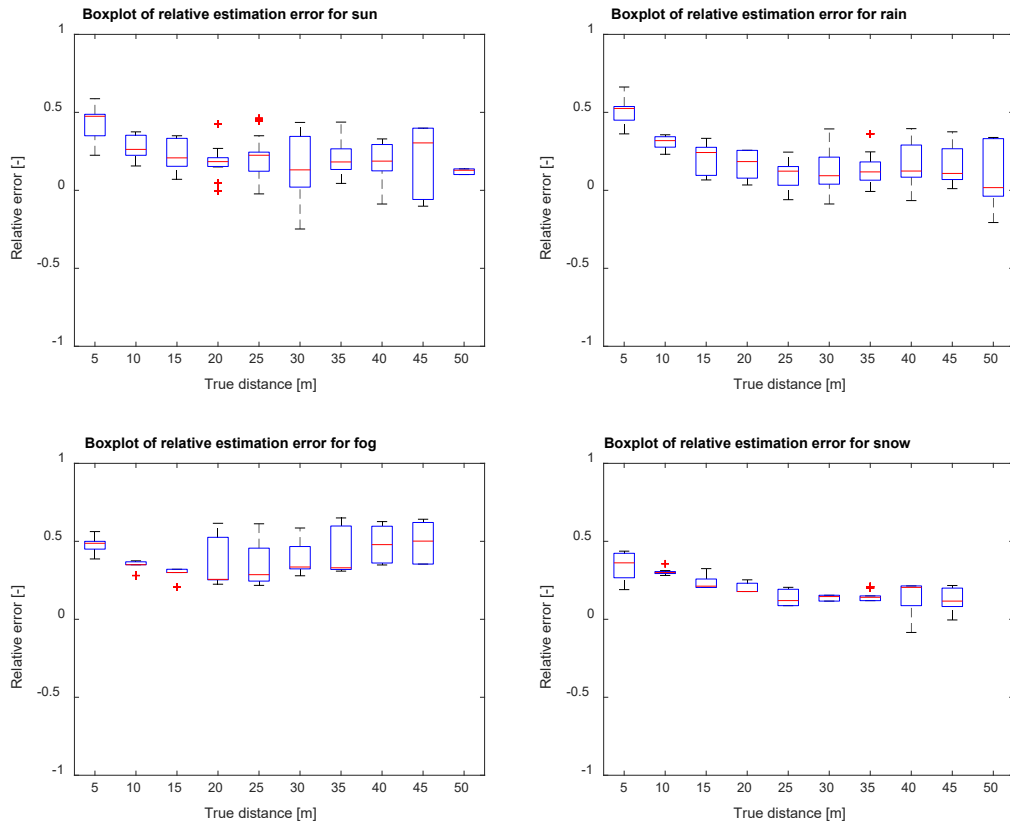 Boxplot of relative estimation error for sun
1
0.5
0
-0.5
-1
Relative error [-]
5 10 15 20 25 30 35 40 45 50
True distance [m]
Boxplot of relative estimation error for rain
1
0.5
0
-0.5
-1
Relative error [-]
5 10 15 20 25 30 35 40 45 50
True distance [m]
Boxplot of relative estimation error for fog
1
0.5
0
-0.5
-1
Relative error [-]
5 10 15 20 25 30 35 40 45 50
True distance [m]
Boxplot of relative estimation error for snow
1
0.5
0
-0.5
-1
Relative error [-]
5 10 15 20 25 30 35 40 45 50
True distance [m]